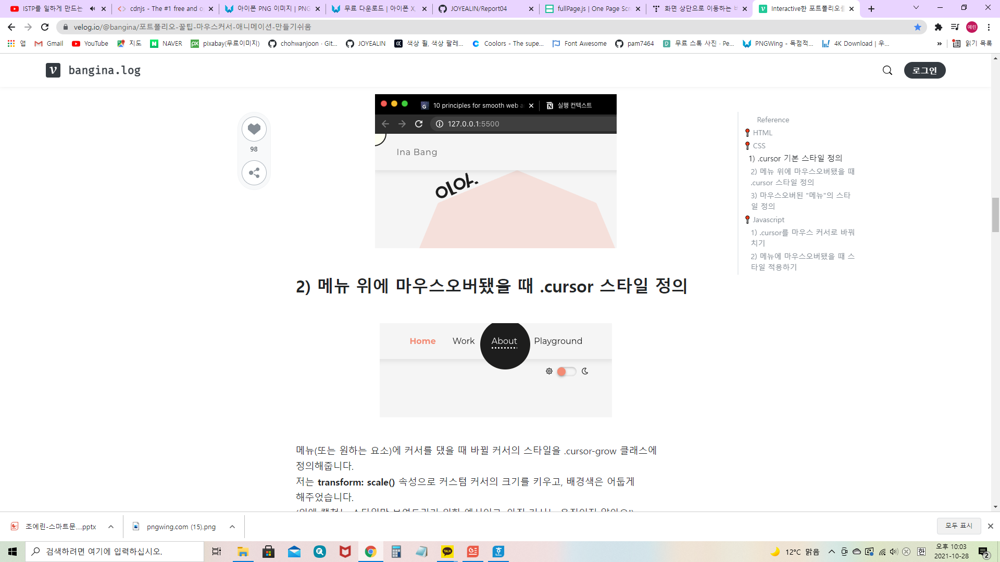 ISTP를 일하게 만드는
cdnjs - The #1 free and o
아이폰 PNG 이미지 | PNG
무료 다운로드 | 아이폰 X,
JOYEALIN/Report04
fullPage.js | One Page Scr
화면 상단으로 이동하는 버
Interactive한 포트폴리오를
velog.io/@bangina/포트폴리오-꿀팁-마우스커서-애니메이션-만들기쉬움
예린
앱
Gmail
YouTube
지도
NAVER
pixabay(무료이미지)
chohwanjoon · Git...
JOYEALIN
색상 휠, 색상 팔레...
Coolors - The supe...
Font Awesome
pam7464
무료 스톡 사진 · Pe...
PNGWing - 독점적...
4K Download | 우...
»
읽기 목록
bangina.log
로그인
98
10 principles for smooth web a
실행 컨텍스트
127.0.0.1:5500
Ina Bang
이야.
Reference
HTML
CSS
1) .cursor 기본 스타일 정의
2) 메뉴 위에 마우스오버됐을 때
.cursor 스타일 정의
3) 마우스오버된 "메뉴"의 스타
일 정의
Javascript
1) .cursor를 마우스 커서로 바꿔
치기
2) 메뉴에 마우스오버됐을 때 스
타일 적용하기
2) 메뉴 위에 마우스오버됐을 때 .cursor 스타일 정의
Home Work About Playground
메뉴(또는 원하는 요소)에 커서를 댔을 때 바뀔 커서의 스타일을 .cursor-grow 클래스에
정의해줍니다.
저는 transform: scale() 속성으로 커스텀 커서의 크기를 키우고, 배경색은 어둡게
해주었습니다.
조예린-스마트문....pptx
pngwing.com (15).png
모두 표시
검색하려면 여기에 입력하십시오.
TALK
12°C 맑음
한
오후 10:03
2021-10-28
2